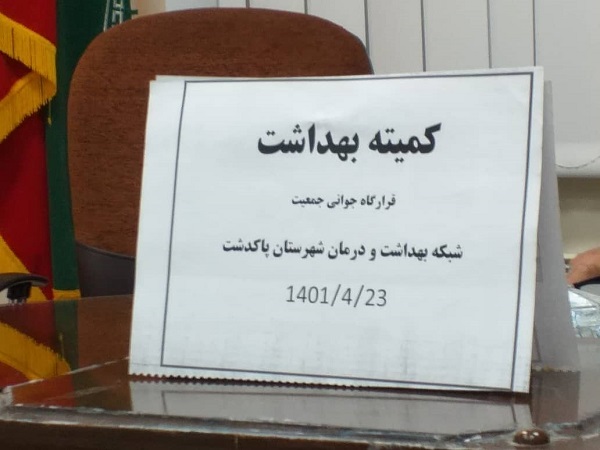 کمیته بهداشت
قرارگاه جوانی جمعیت
شبکه بهداشت و درمان شهرستان پاکدشت
1401/4/23